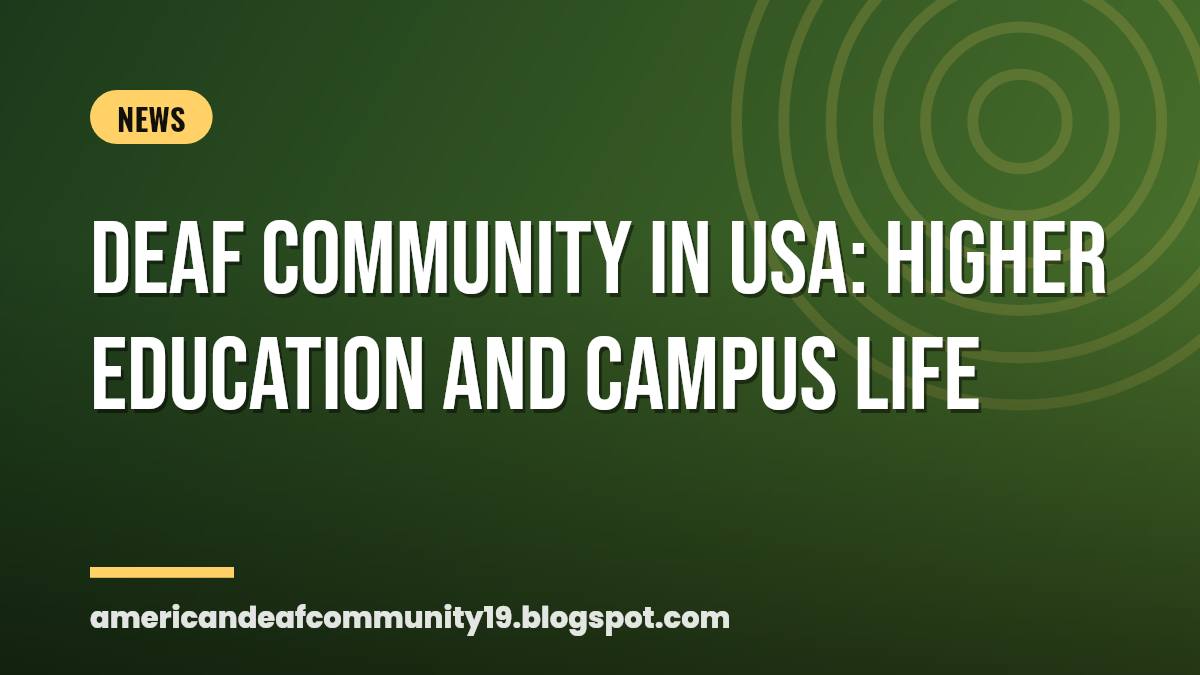 NEWS
DEAF COMMUNITY IN USA: HIGHER
EDUCATION AND CAMPUS LIFE
americandeafcommunity19.blogspot.com